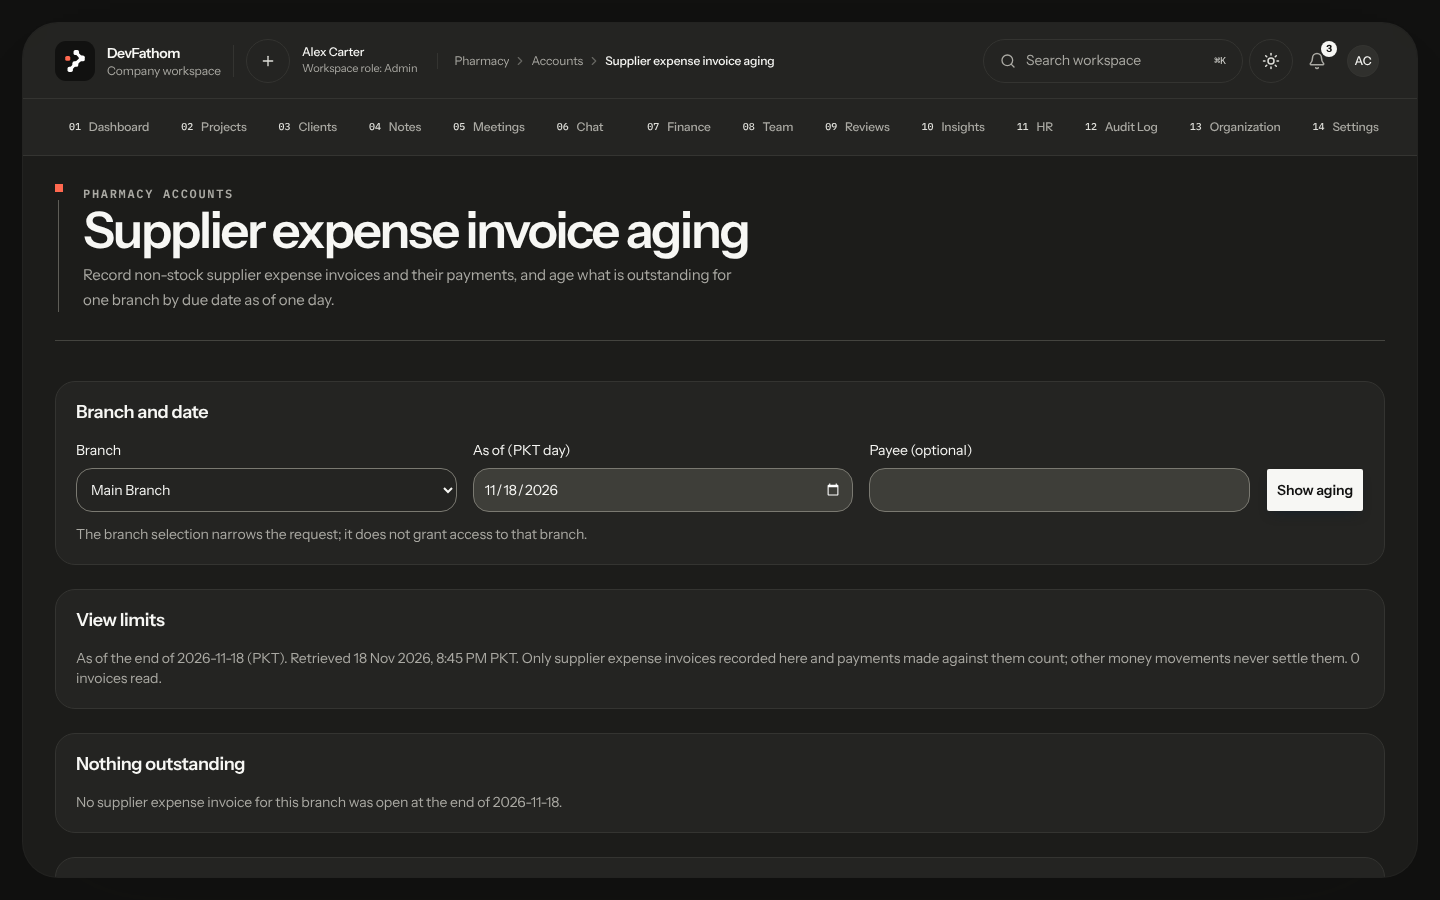 DevFathom
Company workspace
Alex Carter
Workspace role: Admin
Pharmacy
Accounts
Supplier expense invoice aging
Search workspace
⌘K
3
AC
01 Dashboard
02 Projects
03 Clients
04 Notes
05 Meetings
06 Chat
07 Finance
08 Team
09 Reviews
10 Insights
11 HR
12 Audit Log
13 Organization
14 Settings
PHARMACY ACCOUNTS
Supplier expense invoice aging
Record non-stock supplier expense invoices and their payments, and age what is outstanding for
one branch by due date as of one day.
Branch and date
Branch
As of (PKT day)
Payee (optional)
Main Branch
11/18/2026
Show aging
The branch selection narrows the request; it does not grant access to that branch.
View limits
As of the end of 2026-11-18 (PKT). Retrieved 18 Nov 2026, 8:45 PM PKT. Only supplier expense invoices recorded here and payments made against them count; other money movements never settle them. 0
invoices read.
Nothing outstanding
No supplier expense invoice for this branch was open at the end of 2026-11-18.